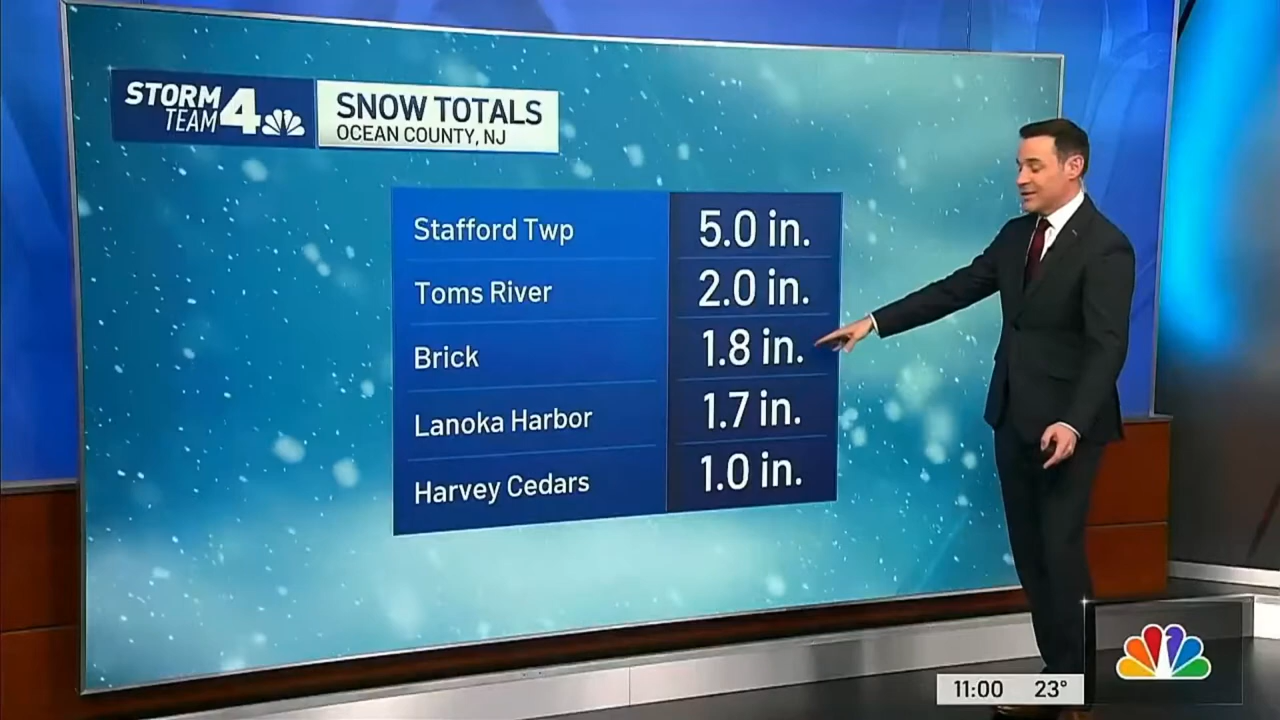 STORM
TEAM 4
SNOW TOTALS
OCEAN COUNTY, NJ
Stafford Twp 5.0 in.
Toms River 2.0 in.
Brick 1.8 in.
Lanoka Harbor 1.7 in.
Harvey Cedars 1.0 in.
11:00 23°